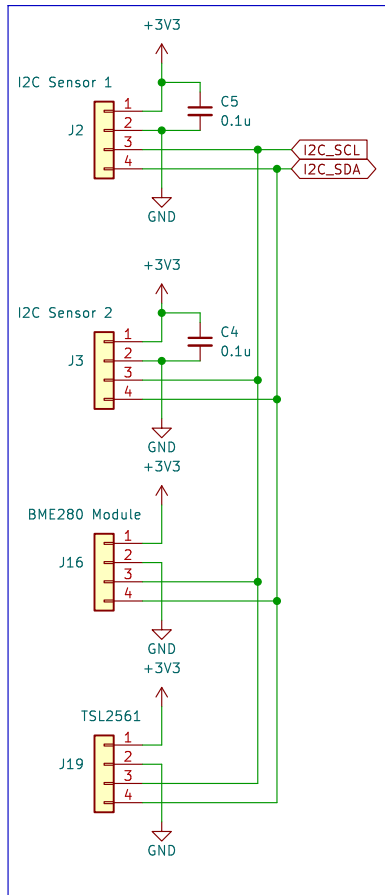 +3V3
I2C Sensor 1
C5
0.1u
J2
1
2
3
4
I2C_SCL
I2C_SDA
GND
+3V3
I2C Sensor 2
C4
0.1u
J3
1
2
3
4
GND
+3V3
BME280 Module
J16
1
2
3
4
GND
+3V3
TSL2561
J19
1
2
3
4
GND